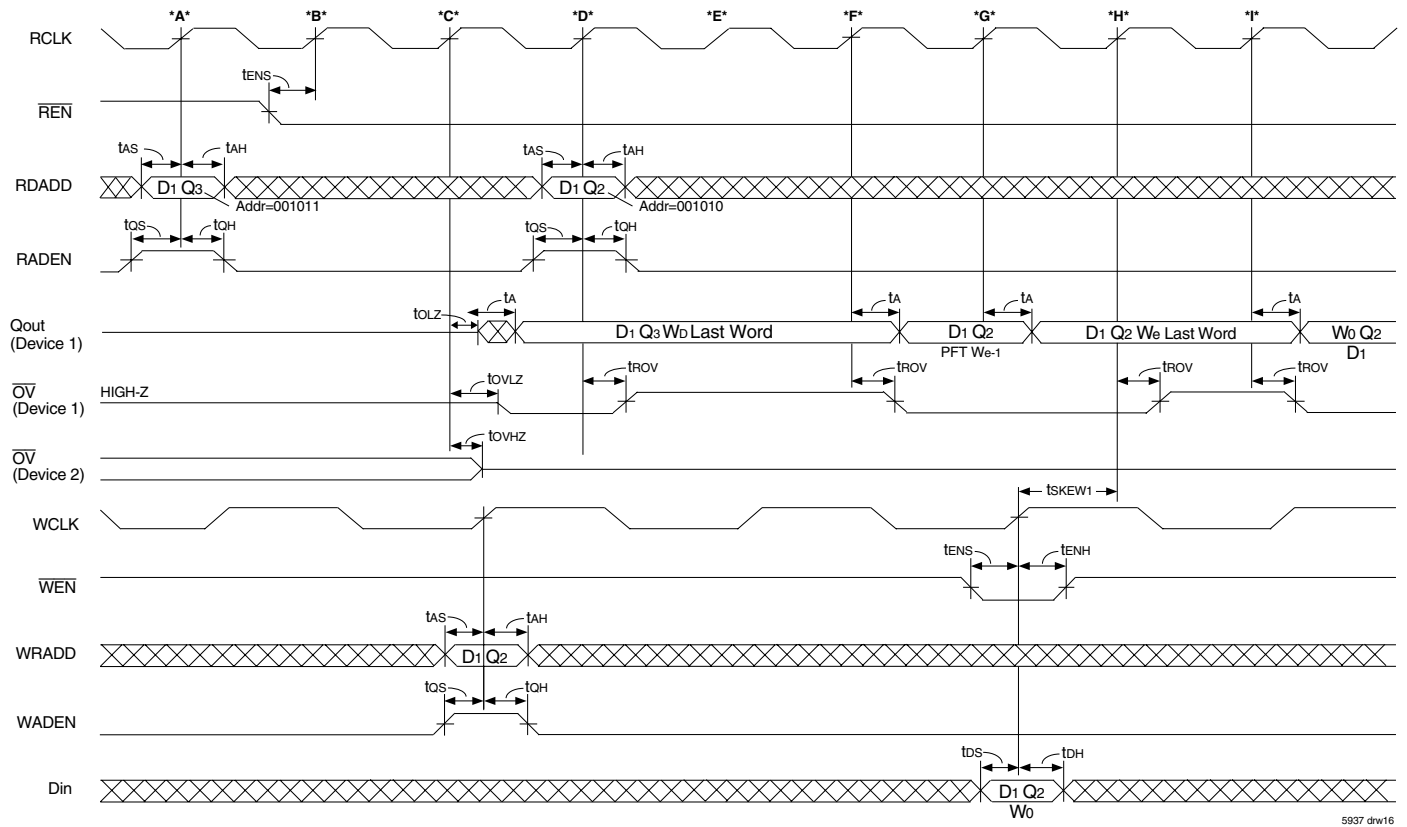 *A* *B* *C* *D* *E* *F* *G* *H* *I*
RCLK
tENS
REN
tAS tAH tAS tAH
RDADD D1 Q3 D1 Q2
Addr=001011 Addr=001010
tQS tQH tQS tQH
RADEN
tOLZ tA tA tA tA
Qout
(Device 1)
D1 Q3 WD Last Word D1 Q2 D1 Q2 We Last Word W0 Q2
PFT We-1 D1
tOVLZ tROV tROV tROV tROV
OV
(Device 1)
HIGH-Z
tOVHZ
OV
(Device 2)
tSKEW1
WCLK
tENS tENH
WEN
tAS tAH
WRADD D1 Q2
tQS tQH
WADEN
tDS tDH
Din D1 Q2
W0
5937 drw16